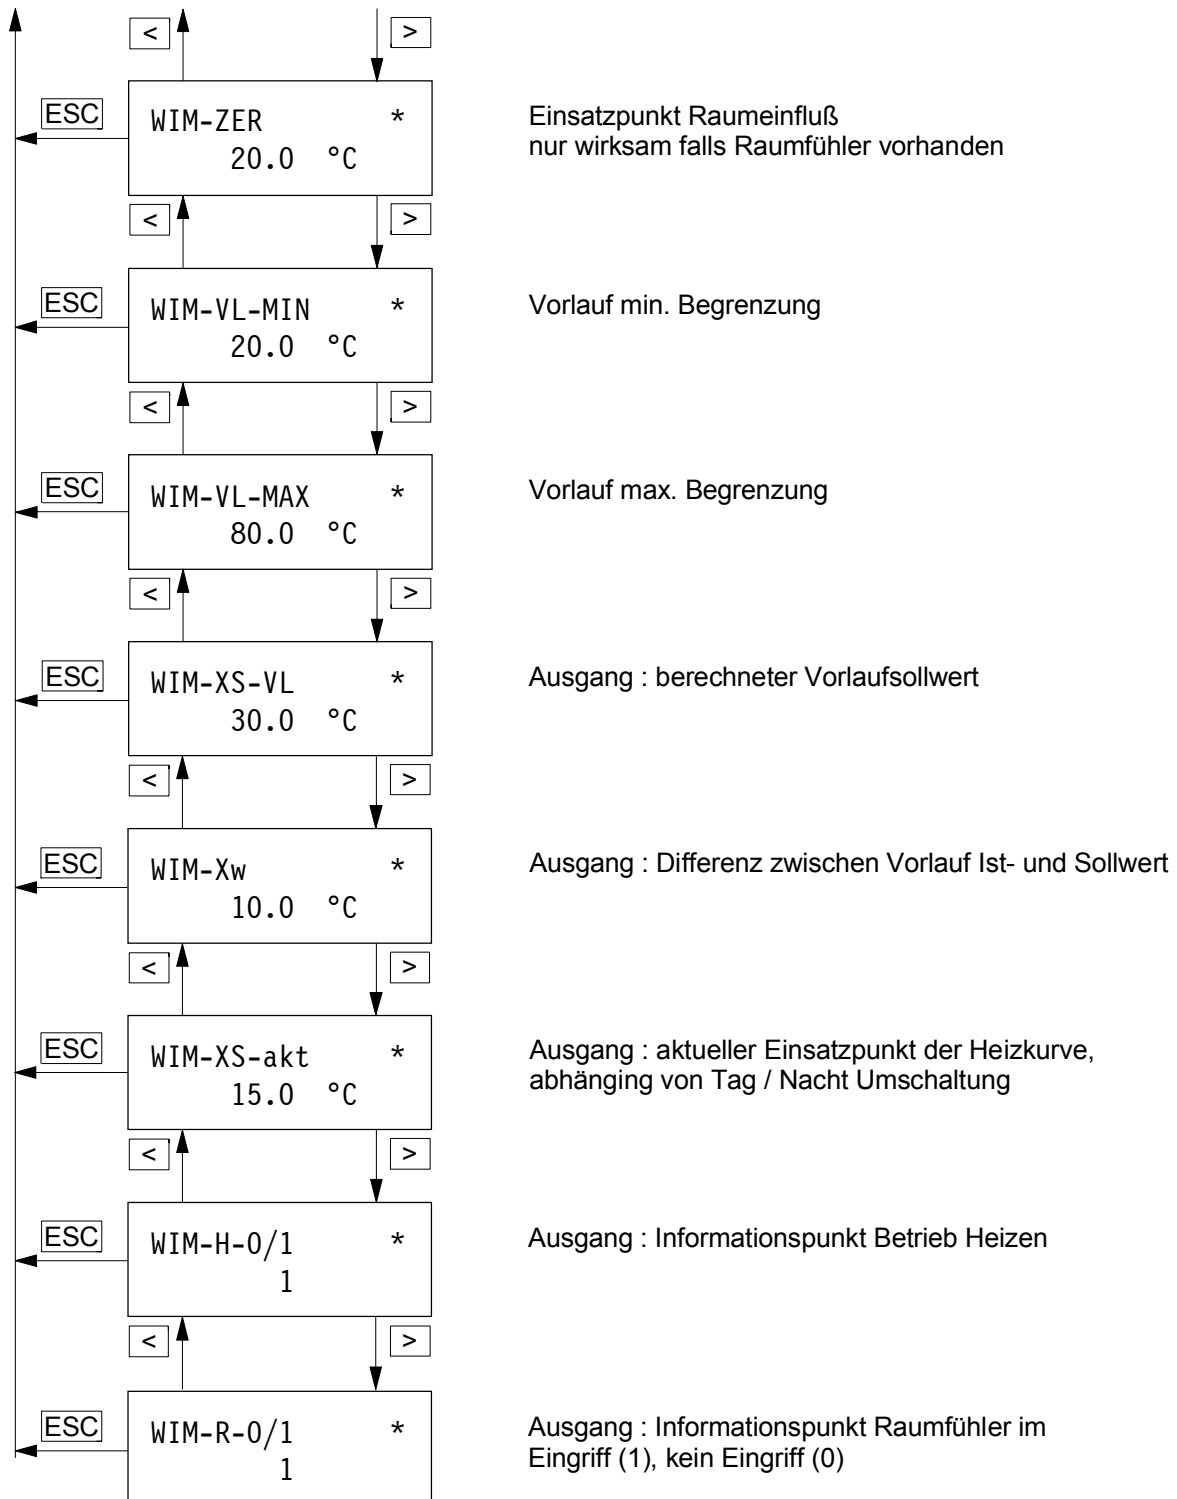 < >
ESC
WIM-ZER *
20.0 °C
Einsatzpunkt Raumeinfluß
nur wirksam falls Raumfühler vorhanden
< >
ESC
WIM-VL-MIN *
20.0 °C
Vorlauf min. Begrenzung
< >
ESC
WIM-VL-MAX *
80.0 °C
Vorlauf max. Begrenzung
< >
ESC
WIM-XS-VL *
30.0 °C
Ausgang : berechneter Vorlaufsollwert
< >
ESC
WIM-Xw *
10.0 °C
Ausgang : Differenz zwischen Vorlauf Ist- und Sollwert
< >
ESC
WIM-XS-akt *
15.0 °C
Ausgang : aktueller Einsatzpunkt der Heizkurve,
abhänging von Tag / Nacht Umschaltung
< >
ESC
WIM-H-0/1 *
1
Ausgang : Informationspunkt Betrieb Heizen
< >
ESC
WIM-R-0/1 *
1
Ausgang : Informationspunkt Raumfühler im
Eingriff (1), kein Eingriff (0)